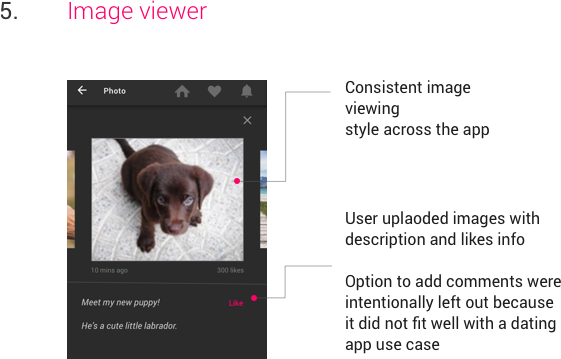 5. Image viewer
Photo
Consistent image
viewing
style across the app
User uplaoded images with
description and likes info
10 mins ago 300 likes
Option to add comments were
intentionally left out because
it did not fit well with a dating
app use case
Meet my new puppy! Like
He's a cute little labrador.